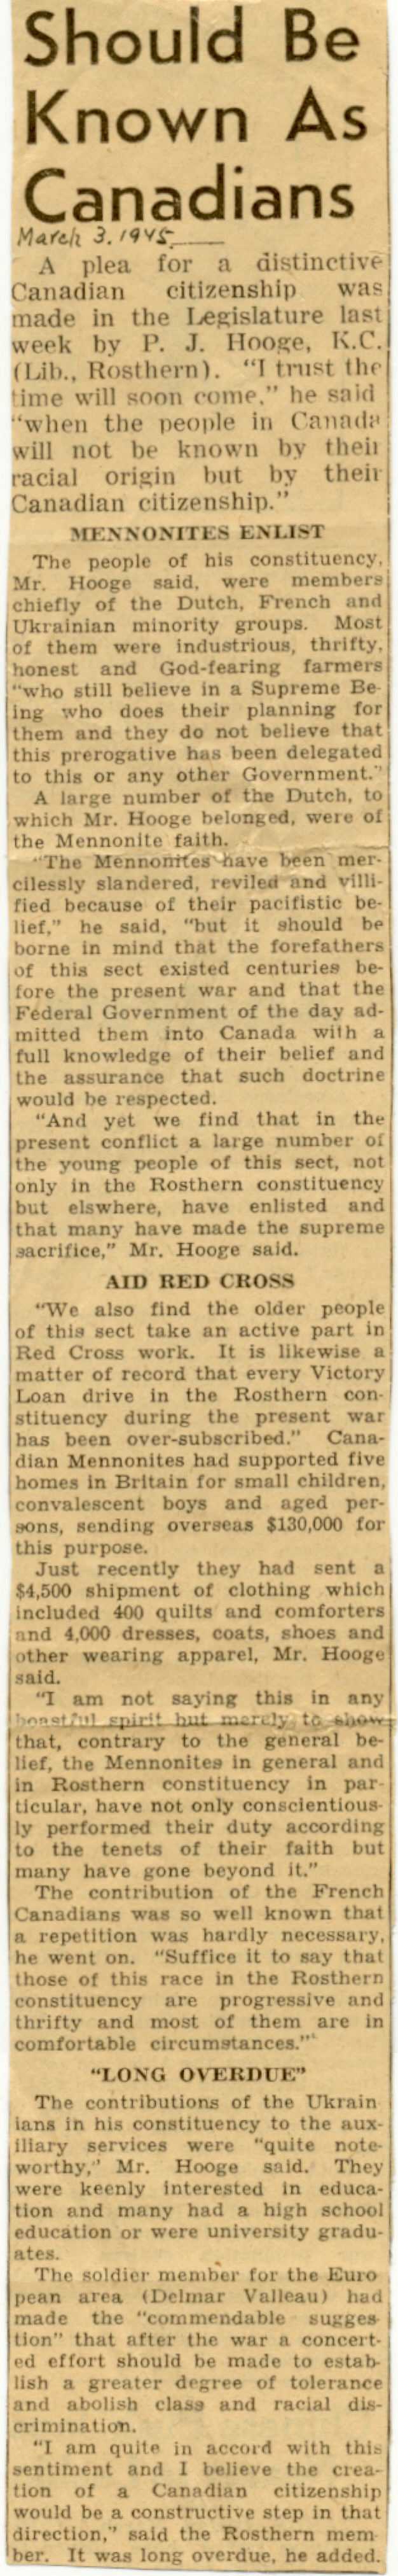 Should Be
Known As
Canadians
March 3. 1945.
A plea for a distinctive
Canadian citizenship was
made in the Legislature last
week by P. J. Hooge, K.C.
(Lib., Rosthern). "I trust the
time will soon come," he said
"when the people in Canada
will not be known by their
racial origin but by their
Canadian citizenship."
MENNONITES ENLIST
The people of his constituency,
Mr. Hooge said, were members
chiefly of the Dutch, French and
Ukrainian minority groups. Most
of them were industrious, thrifty,
honest and God-fearing farmers
"who still believe in a Supreme Be-
ing who does their planning for
them and they do not believe that
this prerogative has been delegated
to this or any other Government."
A large number of the Dutch, to
which Mr. Hooge belonged, were of
the Mennonite faith.
"The Mennonites have been mer-
cilessly slandered, reviled and villi-
fied because of their pacifistic be-
lief," he said, "but it should be
borne in mind that the forefathers
of this sect existed centuries be-
fore the present war and that the
Federal Government of the day ad-
mitted them into Canada with a
full knowledge of their belief and
the assurance that such doctrine
would be respected.
"And yet we find that in the
present conflict a large number of
the young people of this sect, not
only in the Rosthern constituency
but elswhere, have enlisted and
that many have made the supreme
sacrifice," Mr. Hooge said.
AID RED CROSS
"We also find the older people
of this sect take an active part in
Red Cross work. It is likewise a
matter of record that every Victory
Loan drive in the Rosthern con-
stituency during the present war
has been over-subscribed." Cana-
dian Mennonites had supported five
homes in Britain for small children,
convalescent boys and aged per-
sons, sending overseas $130,000 for
this purpose.
Just recently they had sent a
$4,500 shipment of clothing which
included 400 quilts and comforters
and 4,000 dresses, coats, shoes and
other wearing apparel, Mr. Hooge
said.
"I am not saying this in any
boastful spirit but merely to show
that, contrary to the general be-
lief, the Mennonites in general and
in Rosthern constituency in par-
ticular, have not only conscientious-
ly performed their duty according
to the tenets of their faith but
many have gone beyond it."
The contribution of the French
Canadians was so well known that
a repetition was hardly necessary,
he went on. "Suffice it to say that
those of this race in the Rosthern
constituency are progressive and
thrifty and most of them are in
comfortable circumstances."
"LONG OVERDUE"
The contributions of the Ukrain
ians in his constituency to the aux-
iliary services were "quite note-
worthy," Mr. Hooge said. They
were keenly interested in educa-
tion and many had a high school
education or were university gradu-
ates.
The soldier member for the Euro
pean area (Delmar Valleau) had
made the "commendable sugges
tion" that after the war a concert-
ed effort should be made to estab-
lish a greater degree of tolerance
and abolish class and racial dis-
crimination.
"I am quite in accord with this
sentiment and I believe the crea-
tion of a Canadian citizenship
would be a constructive step in that
direction," said the Rosthern mem
ber. It was long overdue, he added.